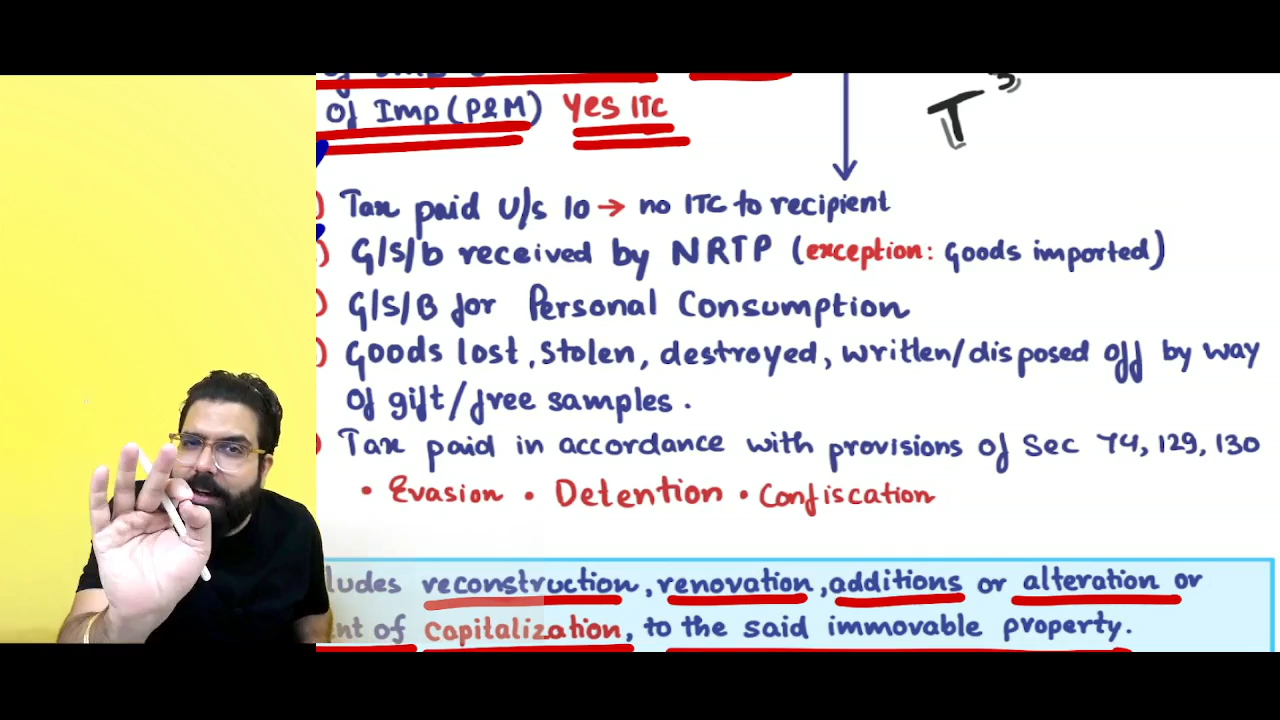 of Imp (P&M) Yes ITC
T
) Tax paid U/s 10 → no ITC to recipient
) G/S/b received by NRTP (exception: Goods imported)
) G/S/B for Personal Consumption
) Goods lost, Stolen, destroyed, written/disposed off by way
of gift/free samples.
Tax paid in accordance with provisions of Sec 74, 129, 130
• Evasion • Detention • Confiscation
ludes reconstruction, renovation, additions or alteration or
nt of capitalization, to the said immovable property.